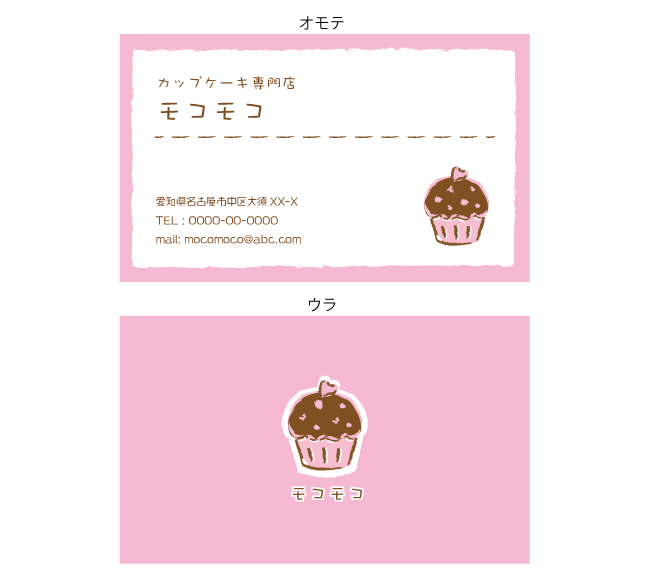 オモテ
カップケーキ専門店
モコモコ
愛知県名古屋市中区大須 XX-X
TEL : 0000-00-0000
mail: mocomoco@abc.com
ウラ
モコモコ